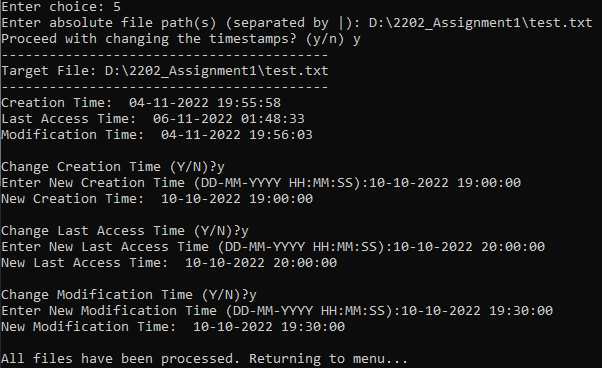 Enter choice: 5
Enter absolute file path(s) (separated by |): D:\2202_Assignment1\test.txt
Proceed with changing the timestamps? (y/n) y
-----------------------------------------
Target File: D:\2202_Assignment1\test.txt
-----------------------------------------
Creation Time:  04-11-2022 19:55:58
Last Access Time:  06-11-2022 01:48:33
Modification Time:  04-11-2022 19:56:03
Change Creation Time (Y/N)?y
Enter New Creation Time (DD-MM-YYYY HH:MM:SS):10-10-2022 19:00:00
New Creation Time:  10-10-2022 19:00:00
Change Last Access Time (Y/N)?y
Enter New Last Access Time (DD-MM-YYYY HH:MM:SS):10-10-2022 20:00:00
New Last Access Time:  10-10-2022 20:00:00
Change Modification Time (Y/N)?y
Enter New Modification Time (DD-MM-YYYY HH:MM:SS):10-10-2022 19:30:00
New Modification Time:  10-10-2022 19:30:00
All files have been processed. Returning to menu...